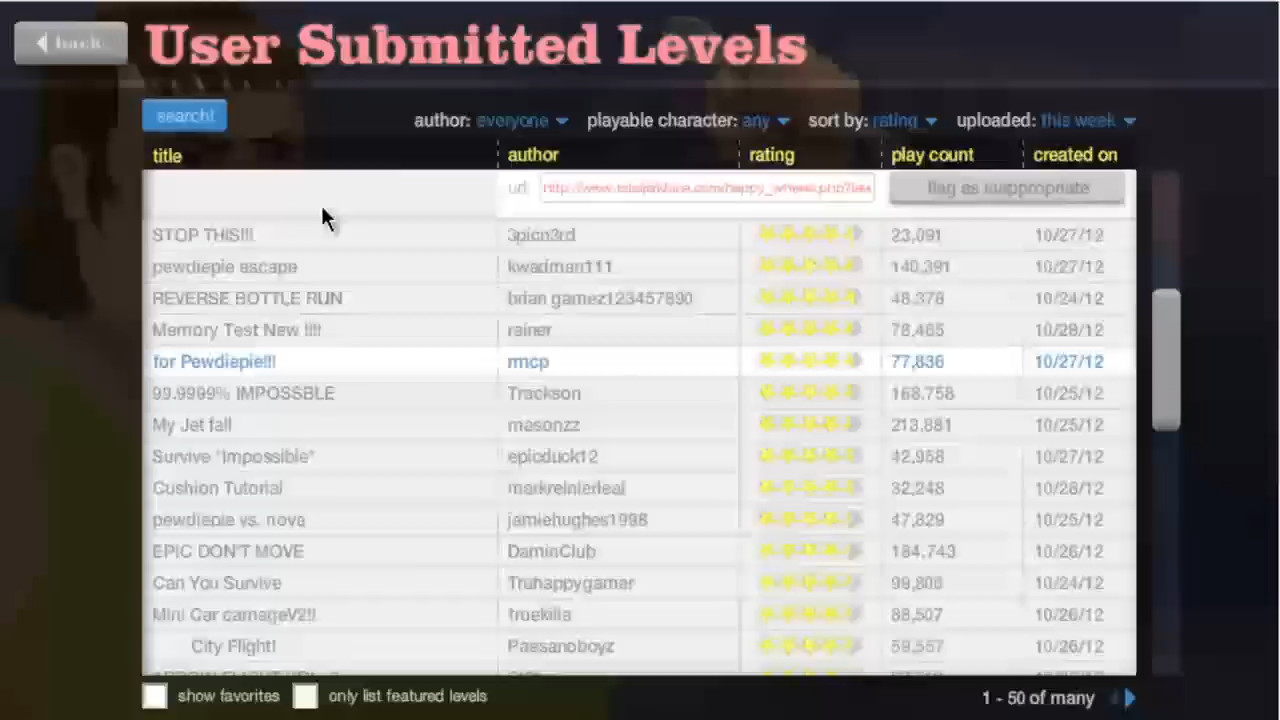 back
User Submitted Levels
search!
author: everyone playable character: any sort by: rating uploaded: this week
title author rating play count created on
url: flag as inappropriate
STOP THIS!!! 3picn3rd 23,091 10/27/12
pewdiepie escape kwadman111 140,391 10/27/12
REVERSE BOTTLE RUN brian gamez123457890 48,378 10/24/12
Memory Test New !!!! rainer 78,465 10/28/12
for Pewdiepie!!! rmcp 77,836 10/27/12
99.9999% IMPOSSBLE Trackson 168,758 10/25/12
My Jet fall masonzz 213,881 10/25/12
Survive "Impossible" epicduck12 42,958 10/27/12
Cushion Tutorial markreinierleal 32,248 10/28/12
pewdiepie vs. nova jamiehughes1998 47,829 10/25/12
EPIC DON'T MOVE DaminClub 184,743 10/26/12
Can You Survive Truhappygamer 10/24/12
Mini Car carnageV2!! truekilla 88,507 10/26/12
City Flight! Passanoboyz 59,557 10/26/12
show favorites only list featured levels 1 - 50 of many